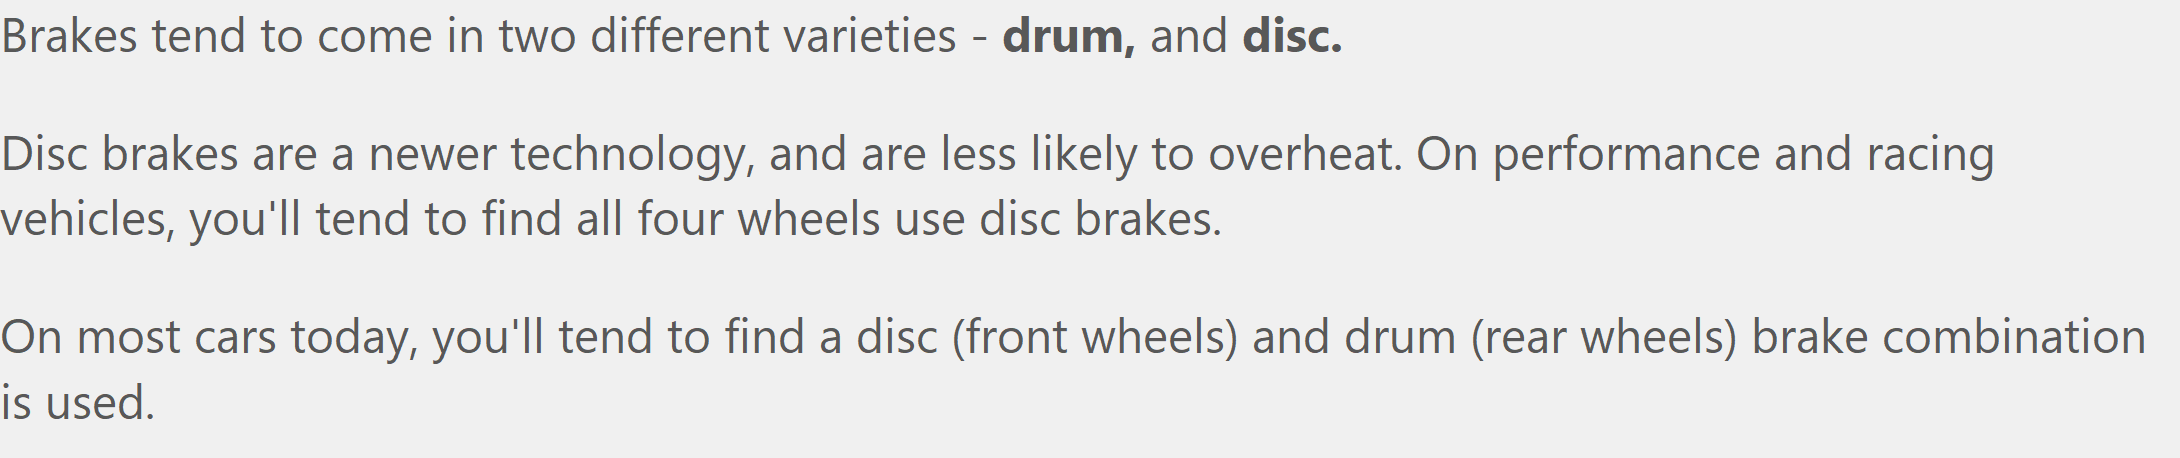 Brakes tend to come in two different varieties - drum, and disc.
Disc brakes are a newer technology, and are less likely to overheat. On performance and racing
vehicles, you'll tend to find all four wheels use disc brakes.
On most cars today, you'll tend to find a disc (front wheels) and drum (rear wheels) brake combination
is used.